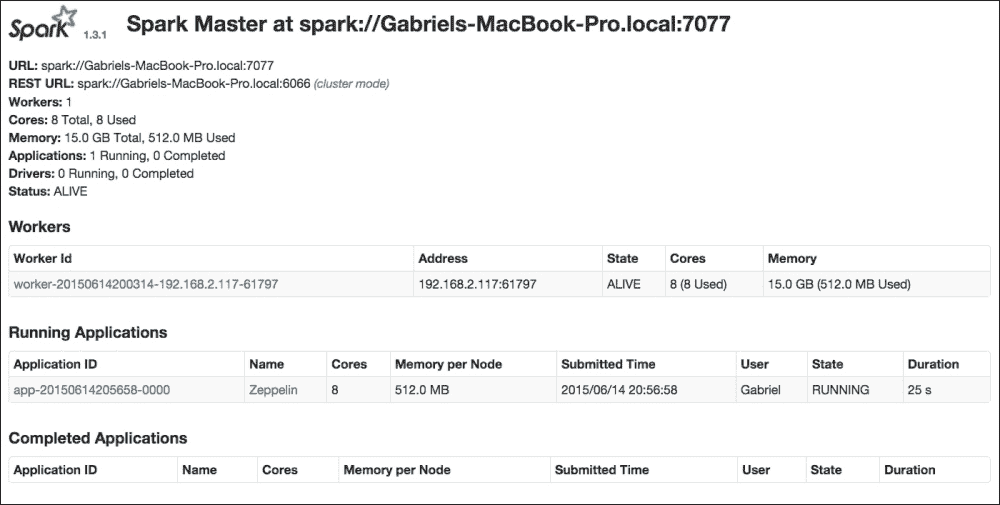 Spark 1.3.1 Spark Master at spark://Gabriels-MacBook-Pro.local:7077
URL: spark://Gabriels-MacBook-Pro.local:7077
REST URL: spark://Gabriels-MacBook-Pro.local:6066 (cluster mode)
Workers: 1
Cores: 8 Total, 8 Used
Memory: 15.0 GB Total, 512.0 MB Used
Applications: 1 Running, 0 Completed
Drivers: 0 Running, 0 Completed
Status: ALIVE
Workers
Worker Id Address State Cores Memory
worker-20150614200314-192.168.2.117-61797 192.168.2.117:61797 ALIVE 8 (8 Used) 15.0 GB (512.0 MB Used)
Running Applications
Application ID Name Cores Memory per Node Submitted Time User State Duration
app-20150614205658-0000 Zeppelin 8 512.0 MB 2015/06/14 20:56:58 Gabriel RUNNING 25 s
Completed Applications
Application ID Name Cores Memory per Node Submitted Time User State Duration